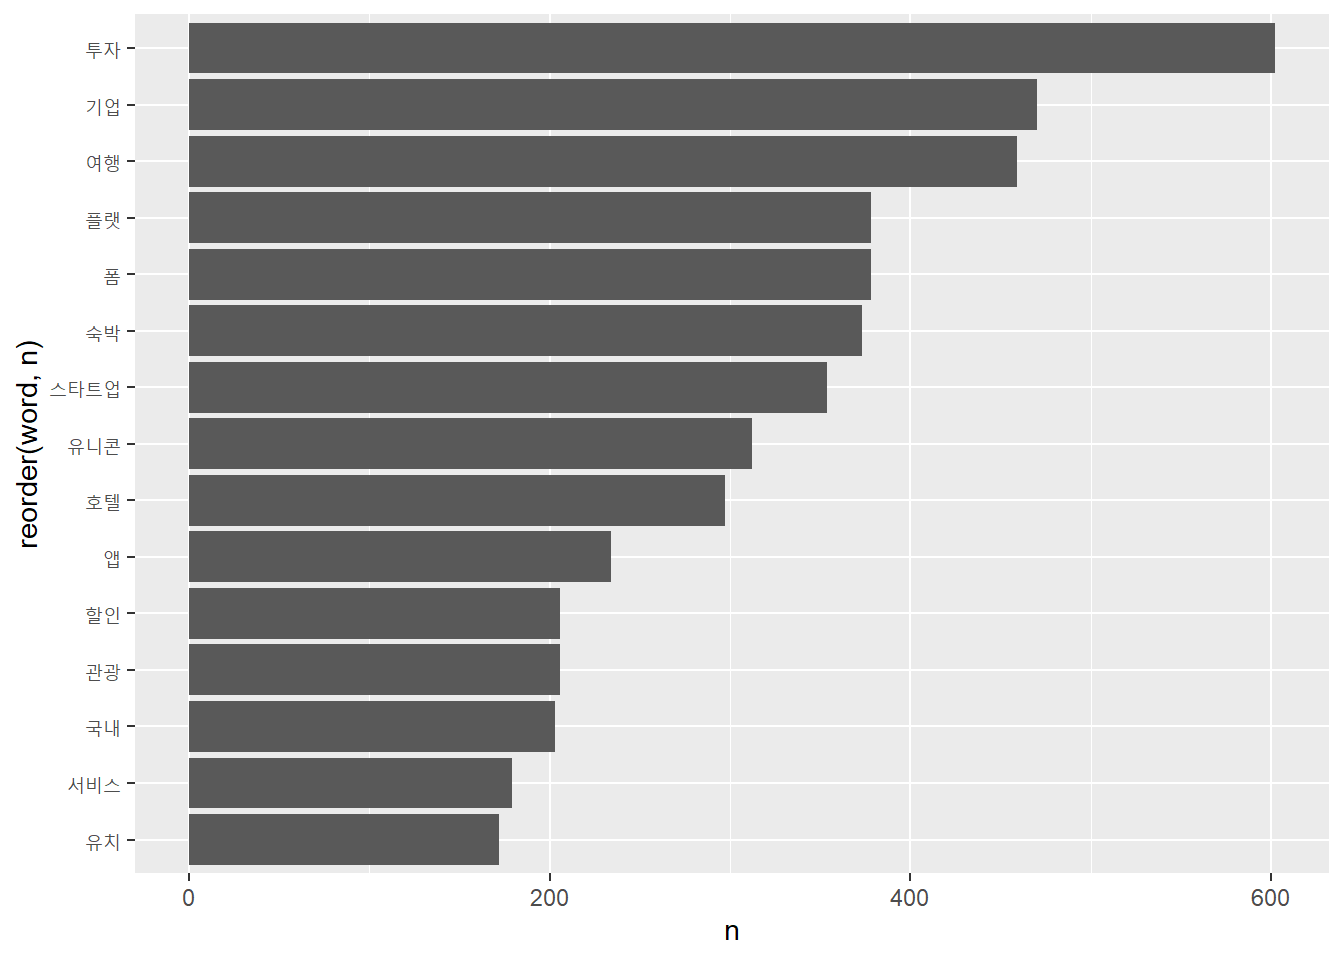 투자
기업
여행
플랫
폼
숙박
스타트업
유니콘
호텔
앱
할인
관광
국내
서비스
유치
reorder(word, n)
0 200 400 600
n